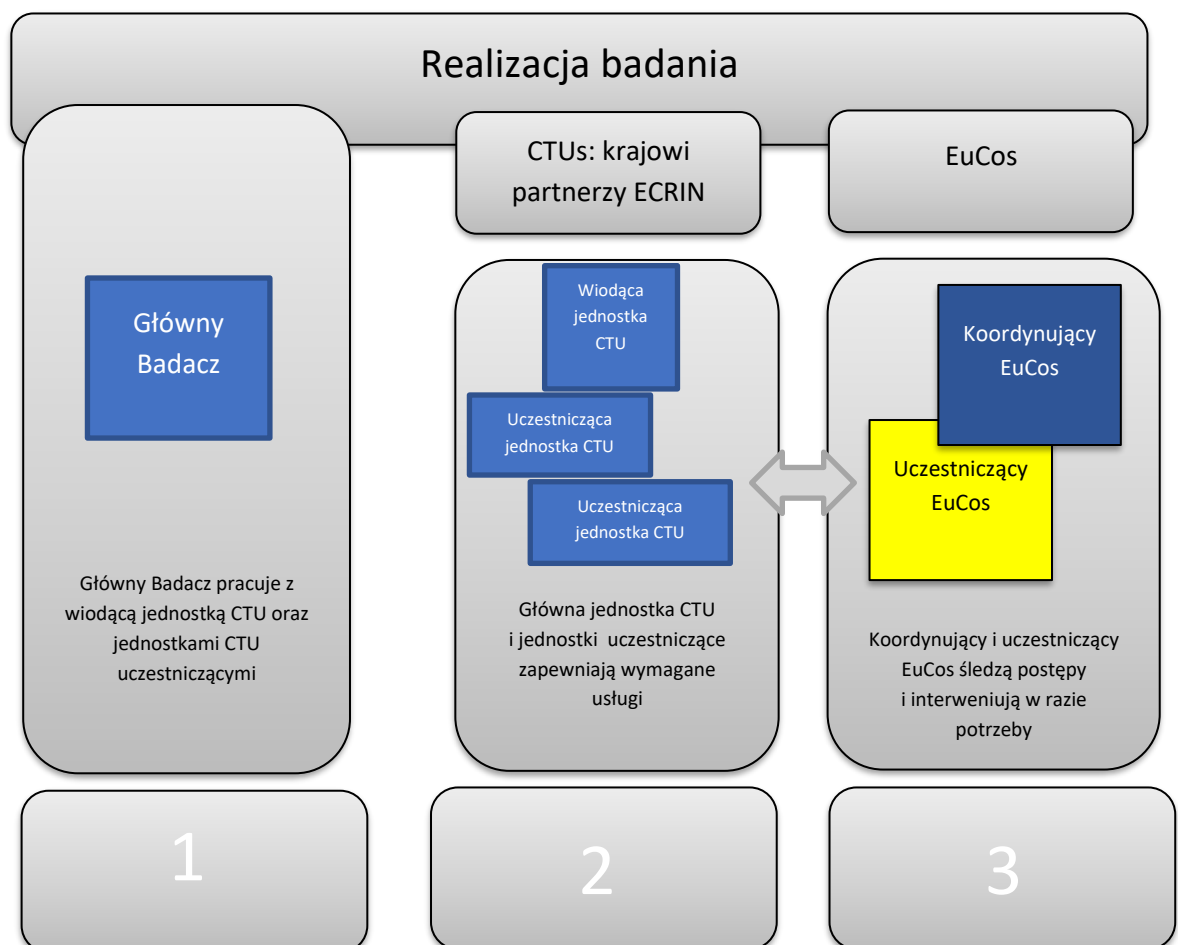 Realizacja badania
CTUs: krajowi
partnerzy ECRIN
EuCos
Główny
Badacz
Główny Badacz pracuje z
wiodącą jednostką CTU oraz
jednostkami CTU
uczestniczącymi
Wiodąca
jednostka
CTU
Uczestnicząca
jednostka CTU
Uczestnicząca
jednostka CTU
Główna jednostka CTU
i jednostki uczestniczące
zapewniają wymagane
usługi
Koordynujący
EuCos
Uczestniczący
EuCos
Koordynujący i uczestniczący
EuCos śledzą postępy
i interweniują w razie
potrzeby
1
2
3